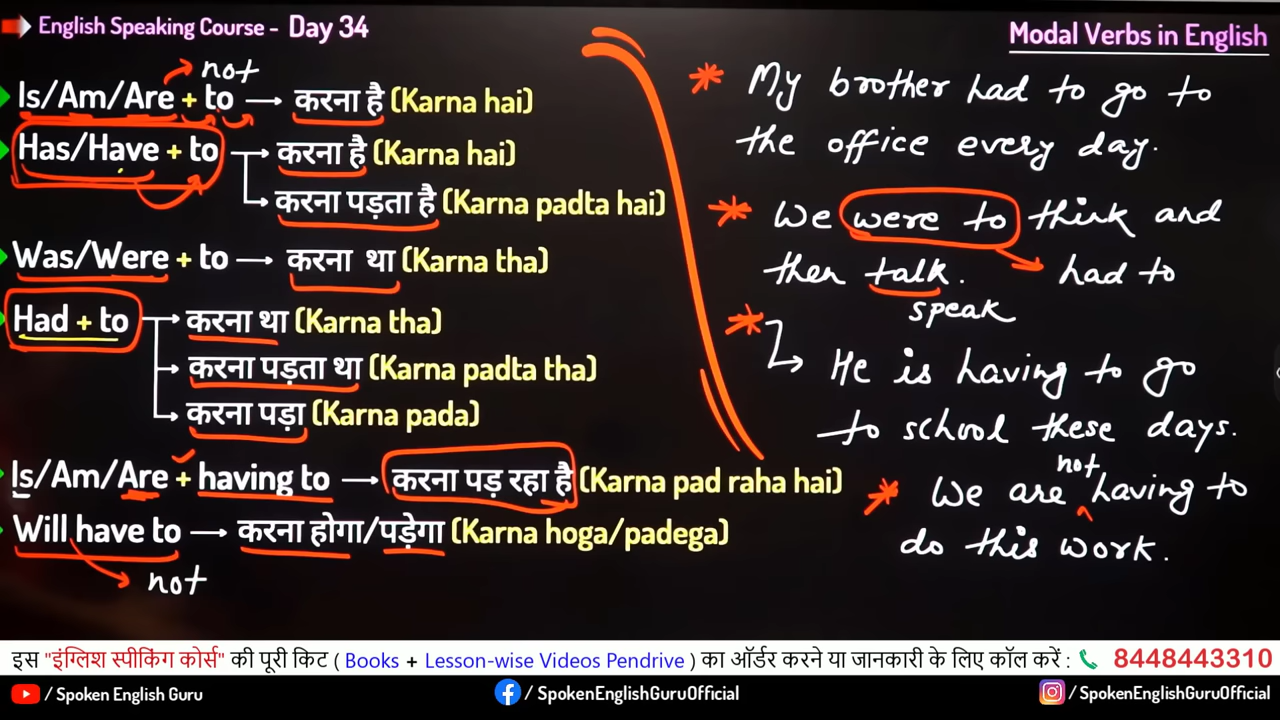 English Speaking Course - Day 34
Modal Verbs in English
not
Is/Am/Are + to → करना है (Karna hai)
Has/Have + to → करना है (Karna hai)
करना पड़ता है (Karna padta hai)
Was/Were + to → करना था (Karna tha)
Had + to → करना था (Karna tha)
करना पड़ता था (Karna padta tha)
करना पड़ा (Karna pada)
Is/Am/Are + having to → करना पड़ रहा है (Karna pad raha hai)
Will have to → करना होगा/पड़ेगा (Karna hoga/padega)
not
* My brother had to go to
the office every day.
* We were to think and
then talk. had to
speak
* He is having to go
to school these days.
not
* We are having to
do this work.
इस "इंग्लिश स्पीकिंग कोर्स" की पूरी किट ( Books + Lesson-wise Videos Pendrive ) का ऑर्डर करने या जानकारी के लिए कॉल करें : 8448443310
/ Spoken English Guru
/ SpokenEnglishGuruOfficial
/ SpokenEnglishGuruOfficial